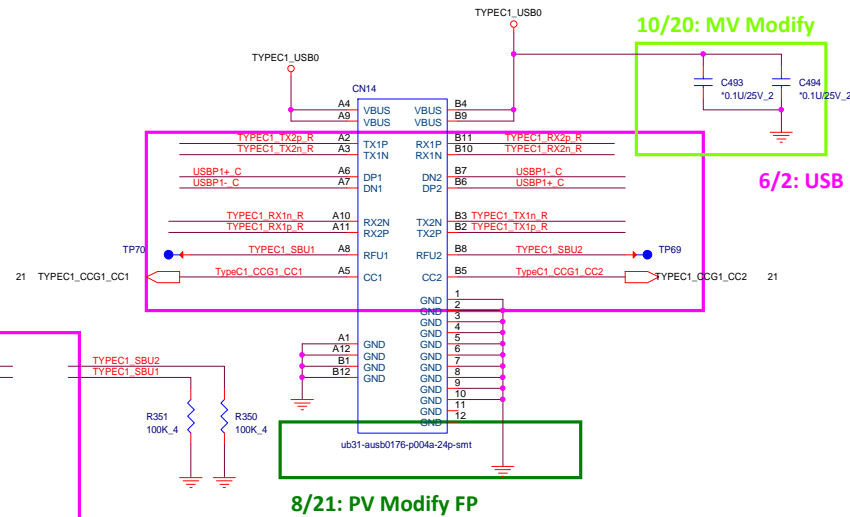 TYPEC1_USB0
10/20: MV Modify
TYPEC1_USB0
CN14
C493
*0.1U/25V_2
C494
*0.1U/25V_2
A4 VBUS VBUS B4
A9 VBUS VBUS B9
TYPEC1_TX2p_R A2 TX1P RX1P B11 TYPEC1_RX2p_R
TYPEC1_TX2n_R A3 TX1N RX1N B10 TYPEC1_RX2n_R
6/2: USB
USBP1+_C A6 DP1 DN2 B7 USBP1-_C
USBP1-_C A7 DN1 DP2 B6 USBP1+_C
TYPEC1_RX1n_R A10 RX2N TX2N B3 TYPEC1_TX1n_R
TYPEC1_RX1p_R A11 RX2P TX2P B2 TYPEC1_TX1p_R
TP70 TYPEC1_SBU1 A8 RFU1 RFU2 B8 TYPEC1_SBU2 TP69
21 TYPEC1_CCG1_CC1 TypeC1_CCG1_CC1 A5 CC1 CC2 B5 TypeC1_CCG1_CC2 TYPEC1_CCG1_CC2 21
GND 1
GND 2
GND 3
GND 4
A1 GND GND 5
A12 GND GND 6
B1 GND GND 7
B12 GND GND 8
GND 9
GND 10
GND 11
GND 12
TYPEC1_SBU2
TYPEC1_SBU1
R351
100K_4
R350
100K_4
ub31-ausb0176-p004a-24p-smt
8/21: PV Modify FP